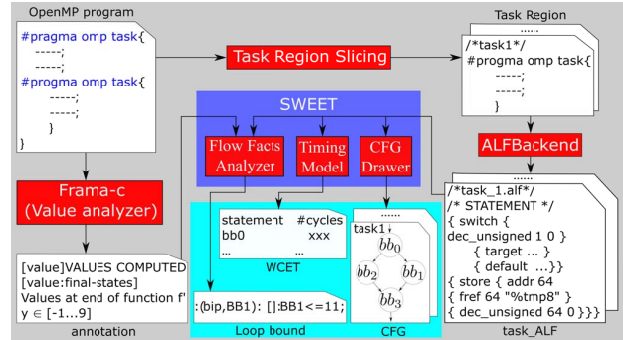 OpenMP program
#pragma omp task{
-----;
-----;
#pragma omp task{
-----;
-----;
}
}
Task Region Slicing
Task Region
......
/*task1*/
#progma omp task{
-----;
-----;
}
SWEET
Flow Facts
Analyzer
Timing
Model
CFG
Drawer
ALFBackend
Frama-c
(Value analyzer)
statement #cycles
bb0 xxx
... ...
WCET
......
task1
bb0
bb2
bb1
bb3
CFG
:(bip,BB1): []:BB1<=11;
Loop bound
[value]VALUES COMPUTED
[value:final-states]
Values at end of function f'
y ∈ [-1...9]
annotation
......
/*task_1.alf*/
/* STATEMENT */
{ switch {
dec_unsigned 1 0 }
{ target ... }
{ default ...}}
{ store { addr 64
{ fref 64 "%tmp8" }
{ dec_unsigned 64 0}}}
task_ALF